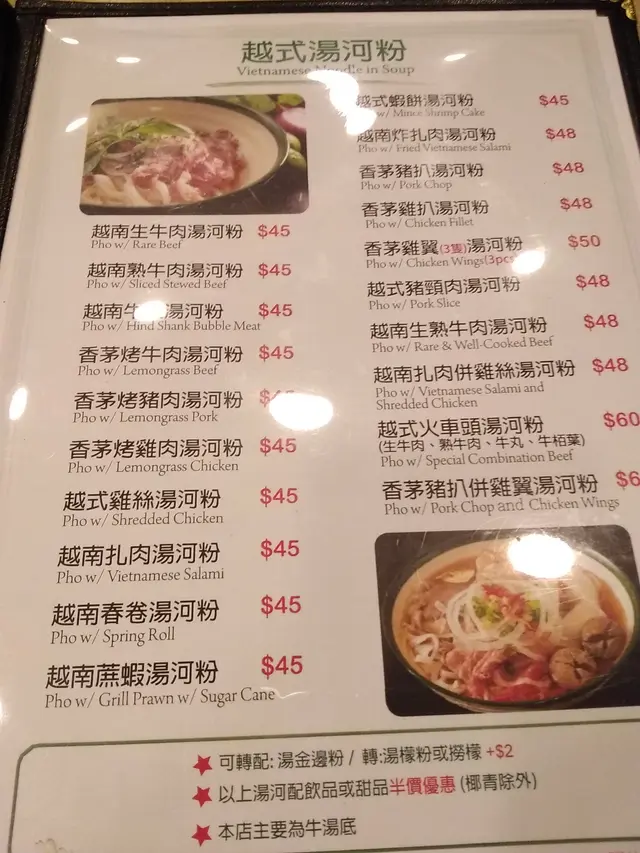 越式湯河粉
Vietnamese Noodle in Soup
越南生牛肉湯河粉 $45
Pho w/ Rare Beef
越南熟牛肉湯河粉 $45
Pho w/ Sliced Stewed Beef
越南牛 湯河粉 $45
Pho w/ Hind Shank Bubble Meat
香茅烤牛肉湯河粉 $45
Pho w/ Lemongrass Beef
香茅烤豬肉湯河粉
Pho w/ Lemongrass Pork
香茅烤雞肉湯河粉 $45
Pho w/ Lemongrass Chicken
越式雞絲湯河粉 $45
Pho w/ Shredded Chicken
越南扎肉湯河粉 $45
Pho w/ Vietnamese Salami
越南春卷湯河粉 $45
Pho w/ Spring Roll
越南蔗蝦湯河粉 $45
Pho w/ Grill Prawn w/ Sugar Cane
越式蝦餅湯河粉 $45
w/ Mince Shrimp Cake
越南炸扎肉湯河粉 $48
Pho w/ Fried Vietnamese Salami
香茅豬扒湯河粉 $48
Pho w/ Pork Chop
香茅雞扒湯河粉 $48
Pho w/ Chicken Fillet
香茅雞翼(3隻)湯河粉 $50
Pho w/ Chicken Wings(3pcs
越式豬頸肉湯河粉 $48
Pho w/ Pork Slice
越南生熟牛肉湯河粉 $48
Pho w/ Rare & Well-Cooked Beef
越南扎肉併雞絲湯河粉 $48
Pho w/ Vietnamese Salami and
Shredded Chicken
越式火車頭湯河粉 $60
(生牛肉、熟牛肉、牛丸、牛栢葉)
Pho w/ Special Combination Beef
香茅豬扒併雞翼湯河粉 $6
Pho w/ Pork Chop and Chicken Wings
★ 可轉配: 湯金邊粉 / 轉:湯檬粉或撈檬 +$2
★ 以上湯河配飲品或甜品半價優惠 (椰青除外)
★ 本店主要為牛湯底